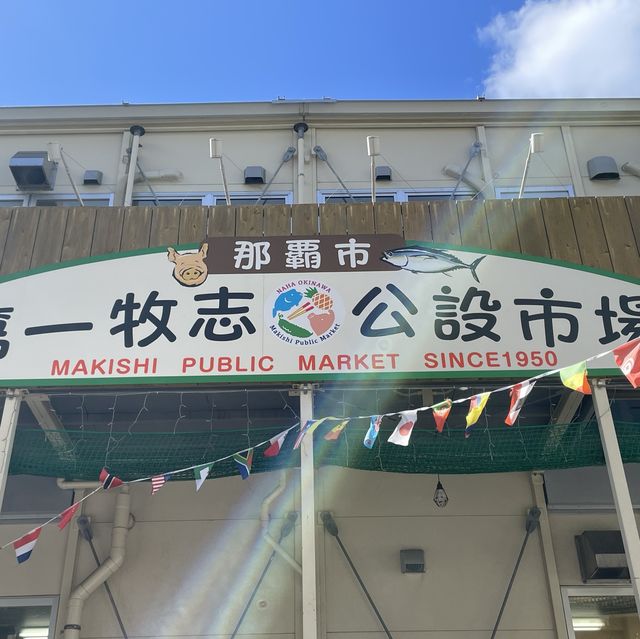 那覇市
第一牧志公設市場
NAHA OKINAWA
Makishi Public Market
MAKISHI PUBLIC MARKET SINCE1950